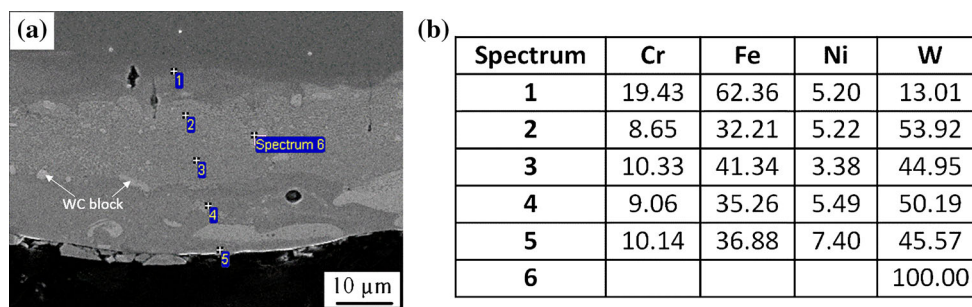 (a)
1
2
Spectrum 6
3
WC block
4
5
10 µm
(b)
Spectrum Cr Fe Ni W
1 19.43 62.36 5.20 13.01
2 8.65 32.21 5.22 53.92
3 10.33 41.34 3.38 44.95
4 9.06 35.26 5.49 50.19
5 10.14 36.88 7.40 45.57
6 100.00